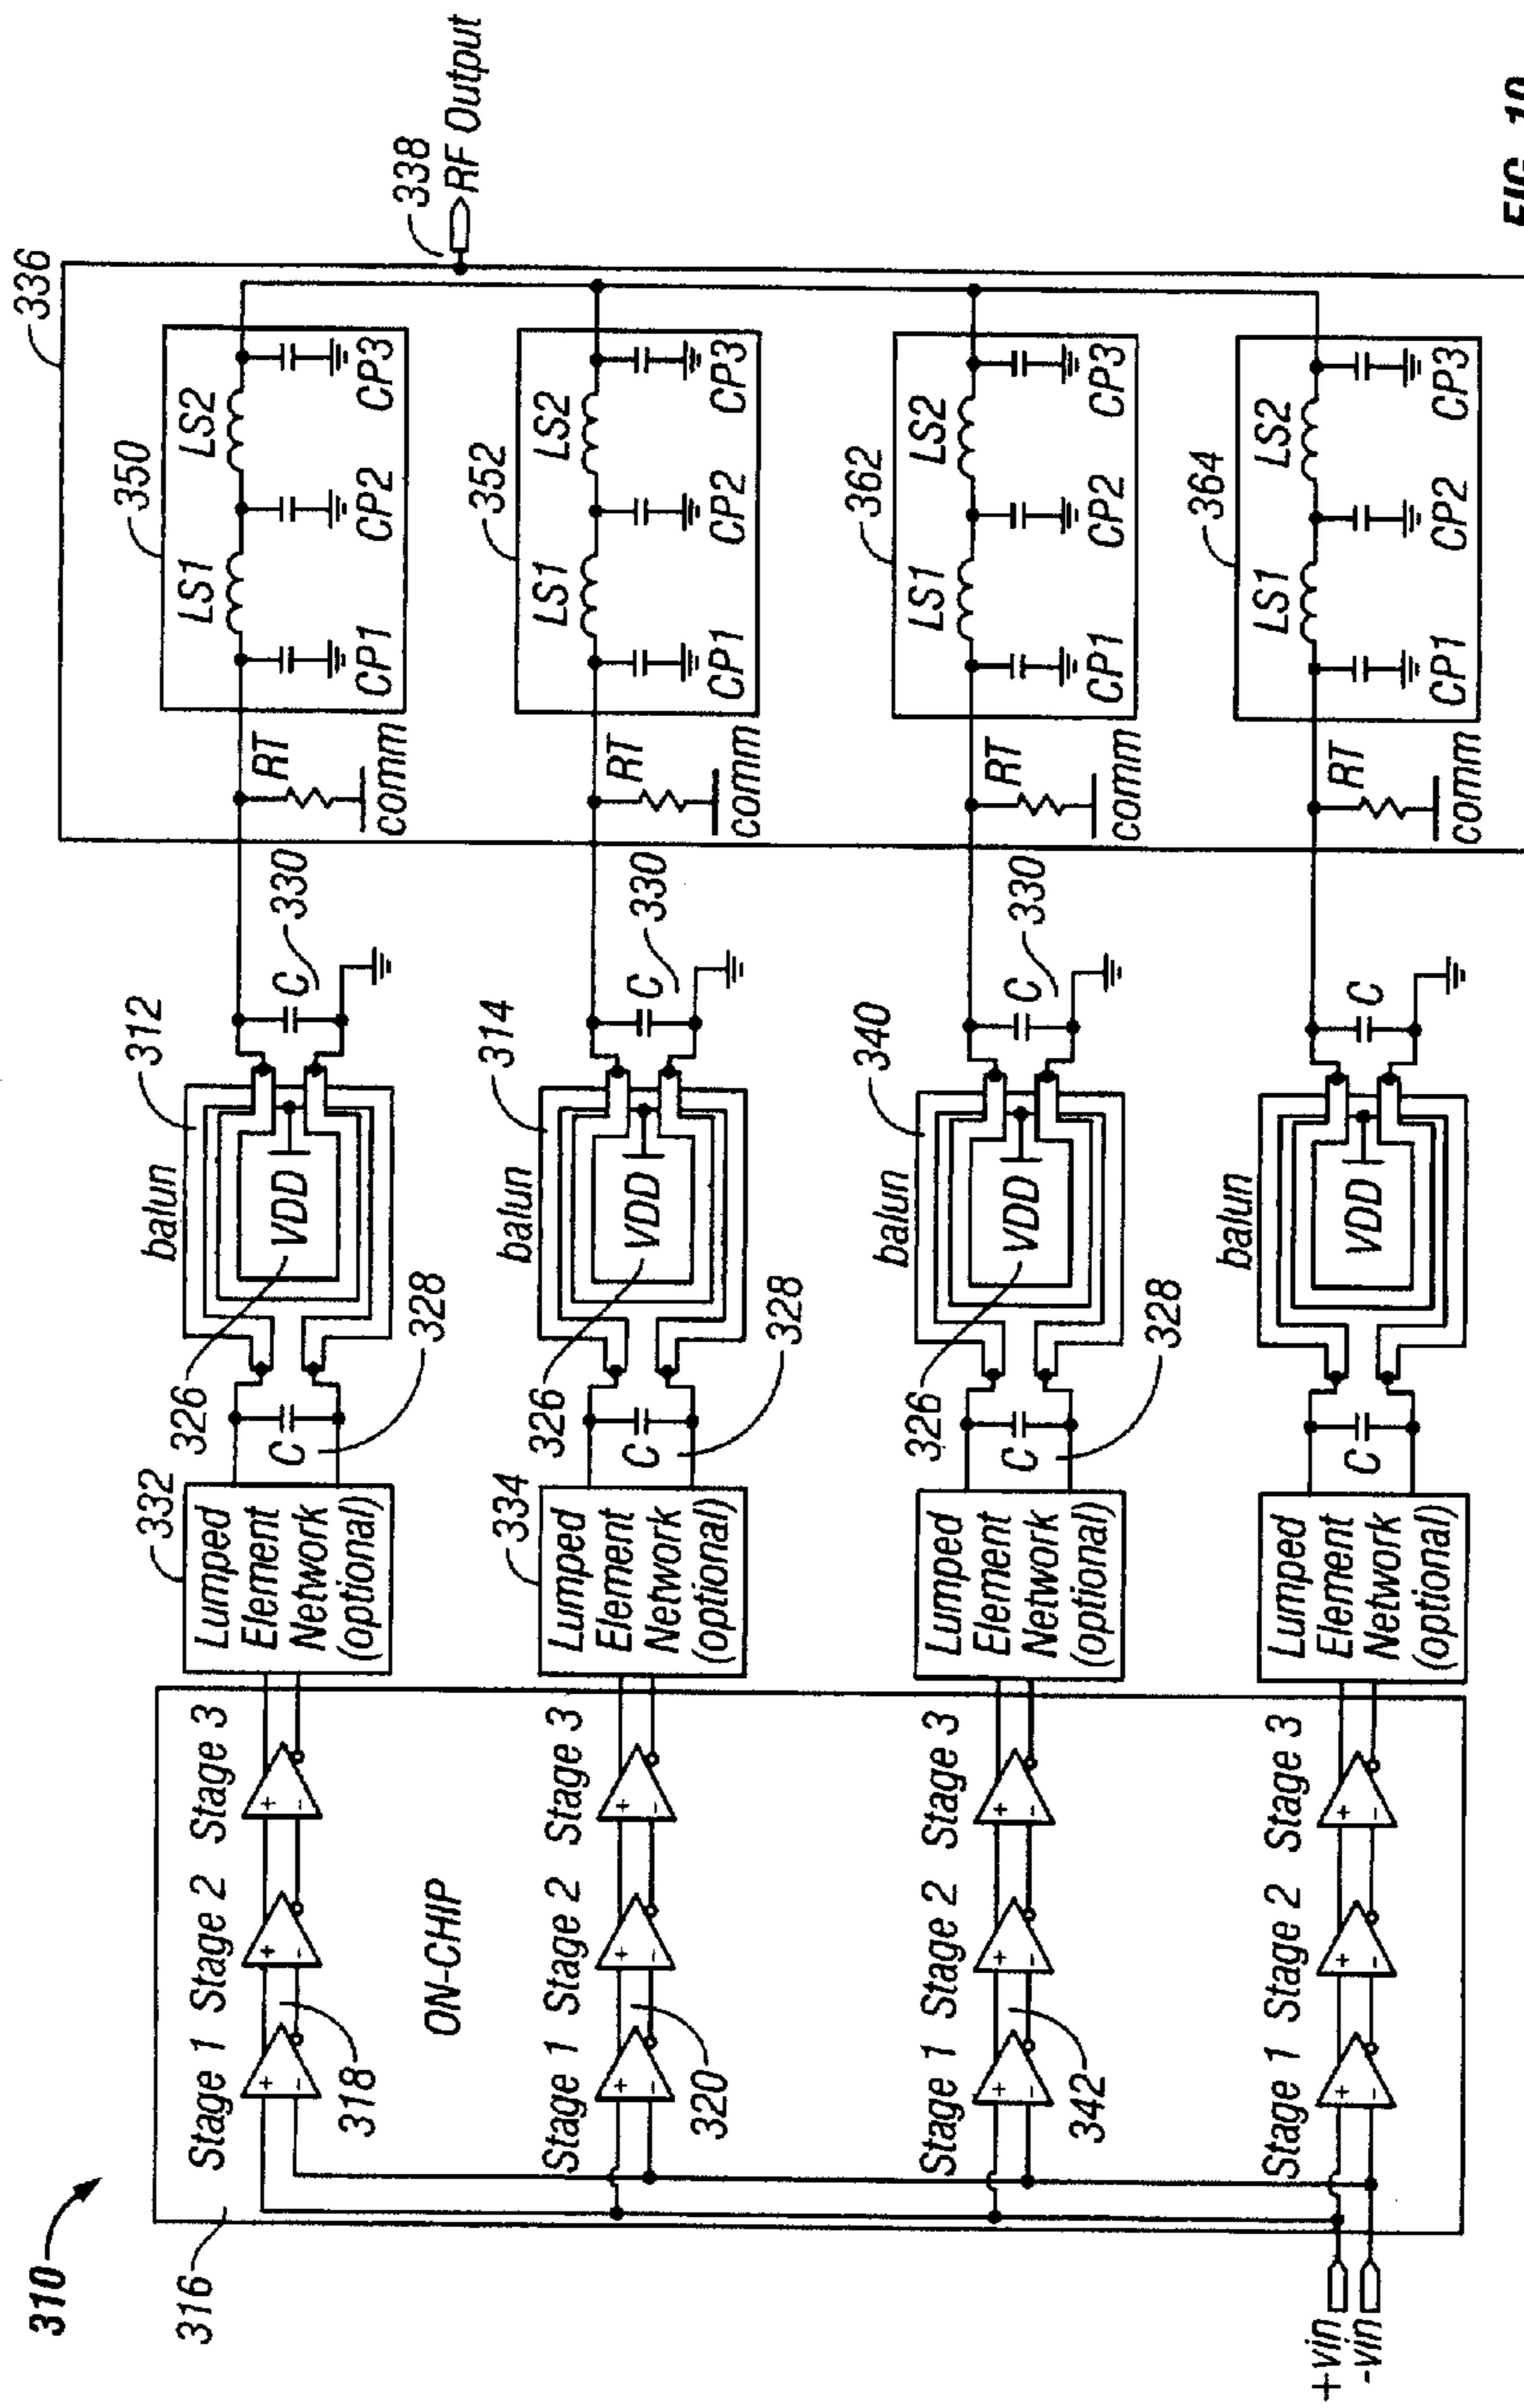 310
316
+vin
-vin
ON-CHIP
Stage 1 Stage 2 Stage 3
318
332
Lumped
Element
Network
(optional)
C
328
326
balun
312
VDD
C
330
336
RT
comm
350
LS1
LS2
CP1
CP2
CP3
338
RF Output
Stage 1 Stage 2 Stage 3
320
334
Lumped
Element
Network
(optional)
C
328
326
balun
314
VDD
C
330
RT
comm
352
LS1
LS2
CP1
CP2
CP3
Stage 1 Stage 2 Stage 3
342
Lumped
Element
Network
(optional)
C
328
326
340
balun
VDD
C
330
RT
comm
362
LS1
LS2
CP1
CP2
CP3
Stage 1 Stage 2 Stage 3
Lumped
Element
Network
(optional)
C
balun
VDD
C
RT
comm
364
LS1
LS2
CP1
CP2
CP3